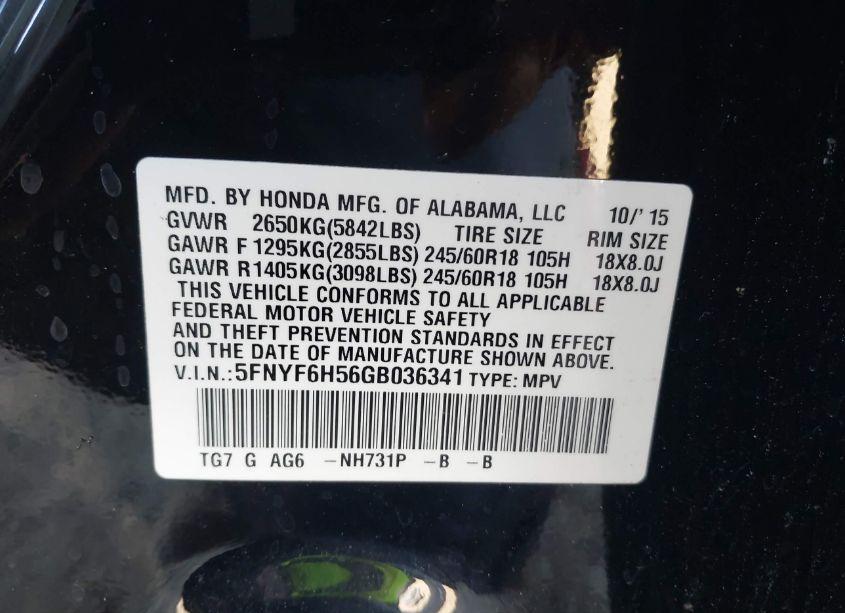 MFD. BY HONDA MFG. OF ALABAMA, LLC 10/'15
GVWR 2650KG(5842LBS) TIRE SIZE RIM SIZE
GAWR F 1295KG(2855LBS) 245/60R18 105H 18X8.0J
GAWR R1405KG(3098LBS) 245/60R18 105H 18X8.0J
THIS VEHICLE CONFORMS TO ALL APPLICABLE
FEDERAL MOTOR VEHICLE SAFETY
AND THEFT PREVENTION STANDARDS IN EFFECT
ON THE DATE OF MANUFACTURE SHOWN ABOVE.
V.I.N.:5FNYF6H56GB036341 TYPE: MPV
TG7 G AG6 -NH731P -B -B